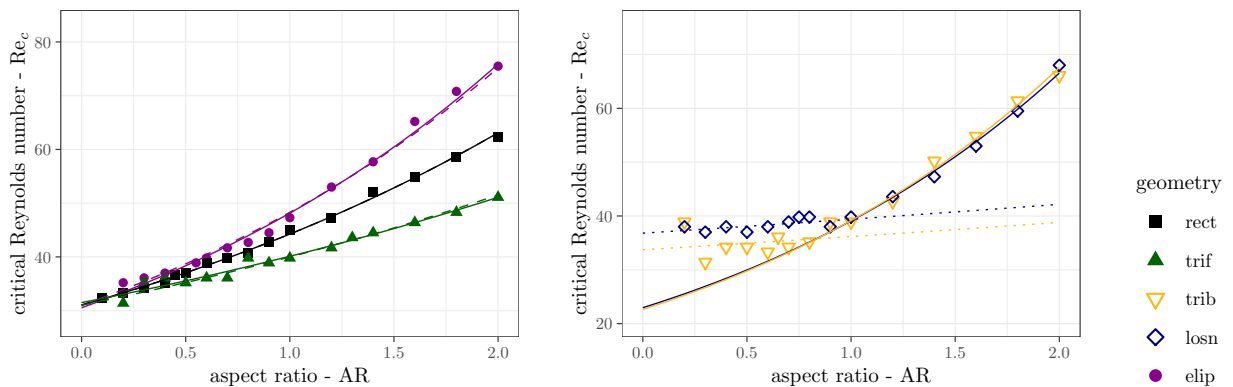 critical Reynolds number - Re_c
80
60
40
0.0 0.5 1.0 1.5 2.0
aspect ratio - AR
critical Reynolds number - Re_c
60
40
20
0.0 0.5 1.0 1.5 2.0
aspect ratio - AR
geometry
rect
trif
trib
losn
elip